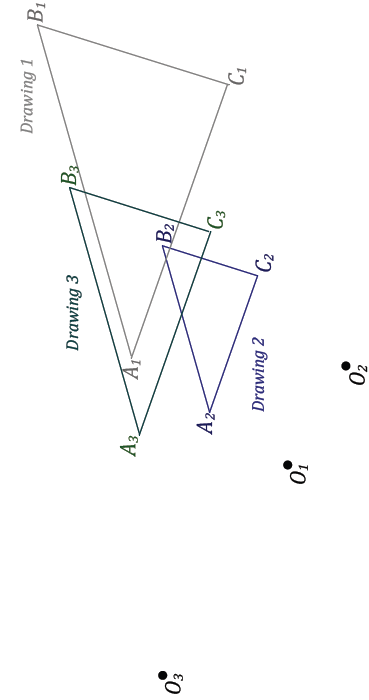 B₁
Drawing 1
C₁
B₃
C₃
B₂
C₂
Drawing 3
Drawing 2
A₁
O₂
A₂
A₃
O₁
O₃